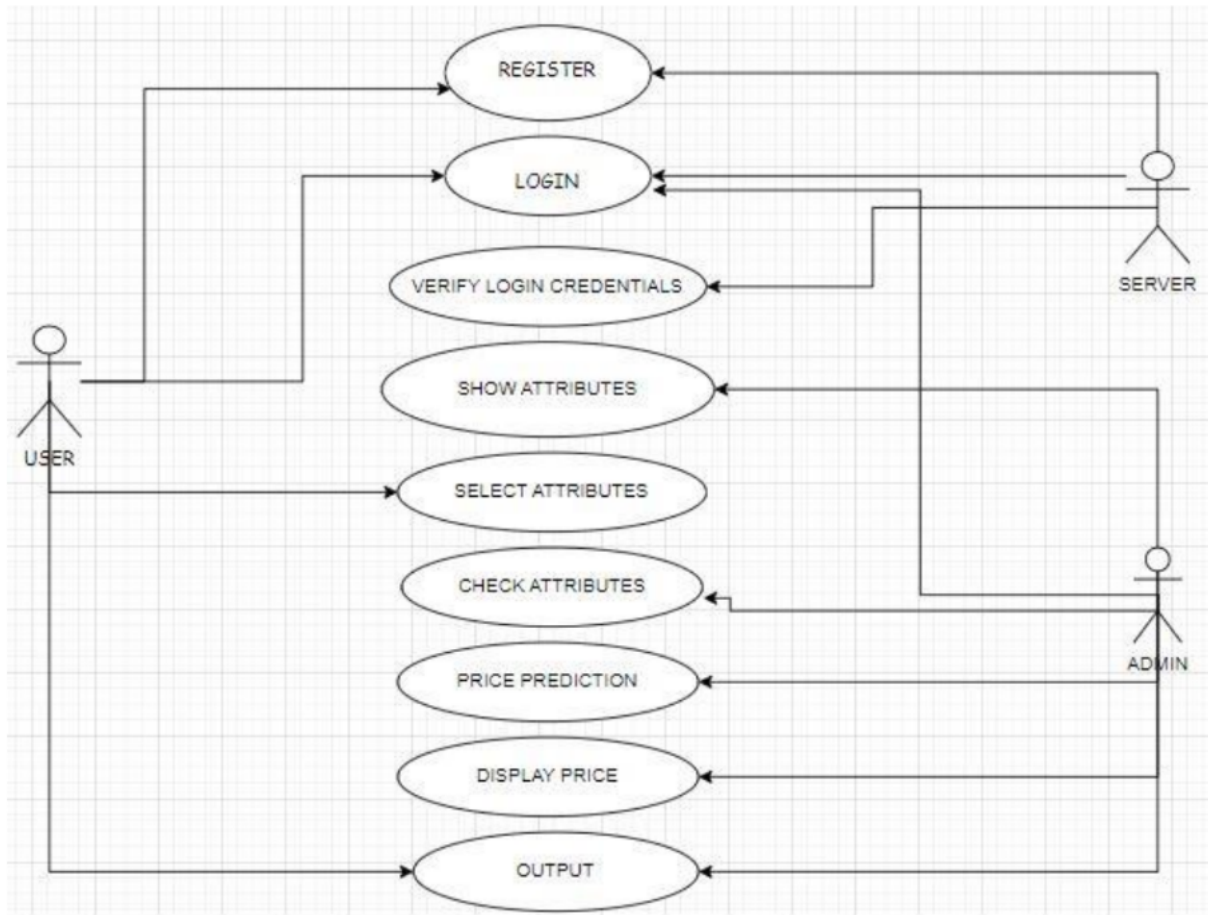 REGISTER
LOGIN
VERIFY LOGIN CREDENTIALS
SERVER
SHOW ATTRIBUTES
USER
SELECT ATTRIBUTES
CHECK ATTRIBUTES
ADMIN
PRICE PREDICTION
DISPLAY PRICE
OUTPUT